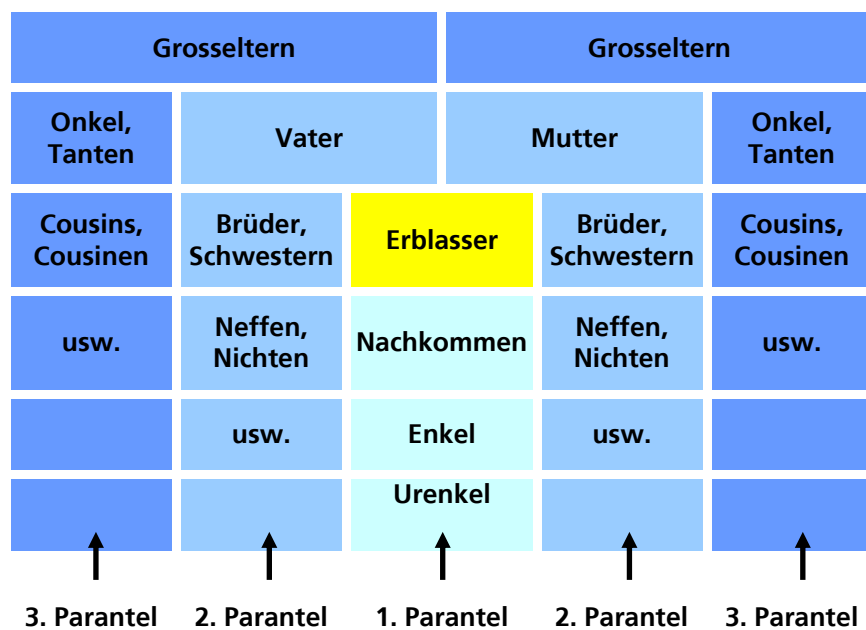 Grosseltern
Grosseltern
Onkel,
Tanten
Vater
Mutter
Onkel,
Tanten
Cousins,
Cousinen
Brüder,
Schwestern
Erblasser
Brüder,
Schwestern
Cousins,
Cousinen
usw.
Neffen,
Nichten
Nachkommen
Neffen,
Nichten
usw.
usw.
Enkel
usw.
Urenkel
3. Parantel
2. Parantel
1. Parantel
2. Parantel
3. Parantel